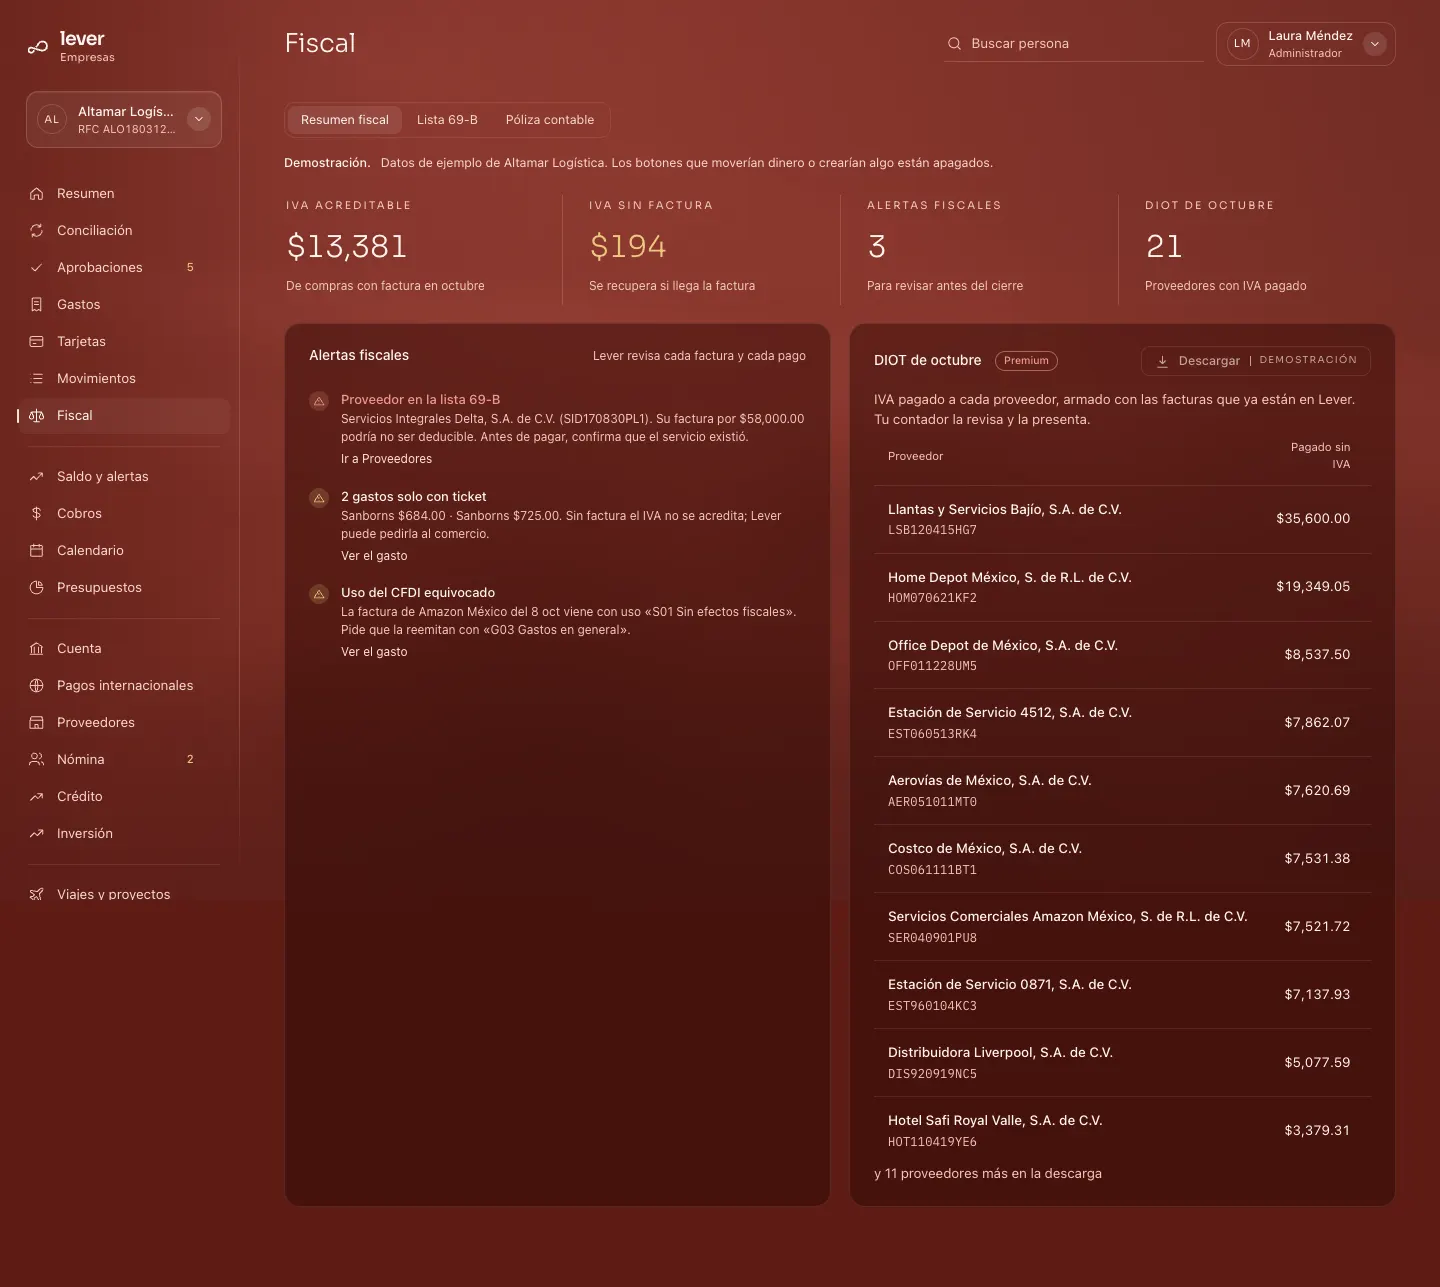 lever
Empresas
AL
Altamar Logís...
RFC ALO180312...
Resumen
Conciliación
Aprobaciones 5
Gastos
Tarjetas
Movimientos
Fiscal
Saldo y alertas
Cobros
Calendario
Presupuestos
Cuenta
Pagos internacionales
Proveedores
Nómina 2
Crédito
Inversión
Viajes y proyectos
Fiscal
Buscar persona
LM
Laura Méndez
Administrador
Resumen fiscal Lista 69-B Póliza contable
Demostración. Datos de ejemplo de Altamar Logística. Los botones que moverían dinero o crearían algo están apagados.
IVA ACREDITABLE
$13,381
De compras con factura en octubre
IVA SIN FACTURA
$194
Se recupera si llega la factura
ALERTAS FISCALES
3
Para revisar antes del cierre
DIOT DE OCTUBRE
21
Proveedores con IVA pagado
Alertas fiscales
Lever revisa cada factura y cada pago
Proveedor en la lista 69-B
Servicios Integrales Delta, S.A. de C.V. (SID170830PL1). Su factura por $58,000.00
podría no ser deducible. Antes de pagar, confirma que el servicio existió.
Ir a Proveedores
2 gastos solo con ticket
Sanborns $684.00 · Sanborns $725.00. Sin factura el IVA no se acredita; Lever
puede pedirla al comercio.
Ver el gasto
Uso del CFDI equivocado
La factura de Amazon México del 8 oct viene con uso «S01 Sin efectos fiscales».
Pide que la reemitan con «G03 Gastos en general».
Ver el gasto
DIOT de octubre Premium
Descargar | DEMOSTRACIÓN
IVA pagado a cada proveedor, armado con las facturas que ya están en Lever.
Tu contador la revisa y la presenta.
Proveedor
Pagado sin
IVA
Llantas y Servicios Bajío, S.A. de C.V.
LSB120415HG7
$35,600.00
Home Depot México, S. de R.L. de C.V.
HOM070621KF2
$19,349.05
Office Depot de México, S.A. de C.V.
OFF011228UM5
$8,537.50
Estación de Servicio 4512, S.A. de C.V.
EST060513RK4
$7,862.07
Aerovías de México, S.A. de C.V.
AER051011MT0
$7,620.69
Costco de México, S.A. de C.V.
COS061111BT1
$7,531.38
Servicios Comerciales Amazon México, S. de R.L. de C.V.
SER040901PU8
$7,521.72
Estación de Servicio 0871, S.A. de C.V.
EST960104KC3
$7,137.93
Distribuidora Liverpool, S.A. de C.V.
DIS920919NC5
$5,077.59
Hotel Safi Royal Valle, S.A. de C.V.
HOT110419YE6
$3,379.31
y 11 proveedores más en la descarga